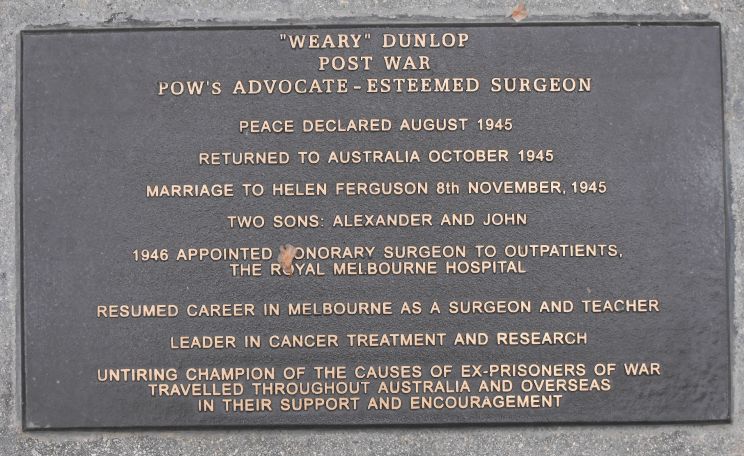 "WEARY" DUNLOP
POST WAR
POW'S ADVOCATE - ESTEEMED SURGEON
PEACE DECLARED AUGUST 1945
RETURNED TO AUSTRALIA OCTOBER 1945
MARRIAGE TO HELEN FERGUSON 8th NOVEMBER, 1945
TWO SONS: ALEXANDER AND JOHN
1946 APPOINTED HONORARY SURGEON TO OUTPATIENTS,
THE ROYAL MELBOURNE HOSPITAL
RESUMED CAREER IN MELBOURNE AS A SURGEON AND TEACHER
LEADER IN CANCER TREATMENT AND RESEARCH
UNTIRING CHAMPION OF THE CAUSES OF EX-PRISONERS OF WAR
TRAVELLED THROUGHOUT AUSTRALIA AND OVERSEAS
IN THEIR SUPPORT AND ENCOURAGEMENT